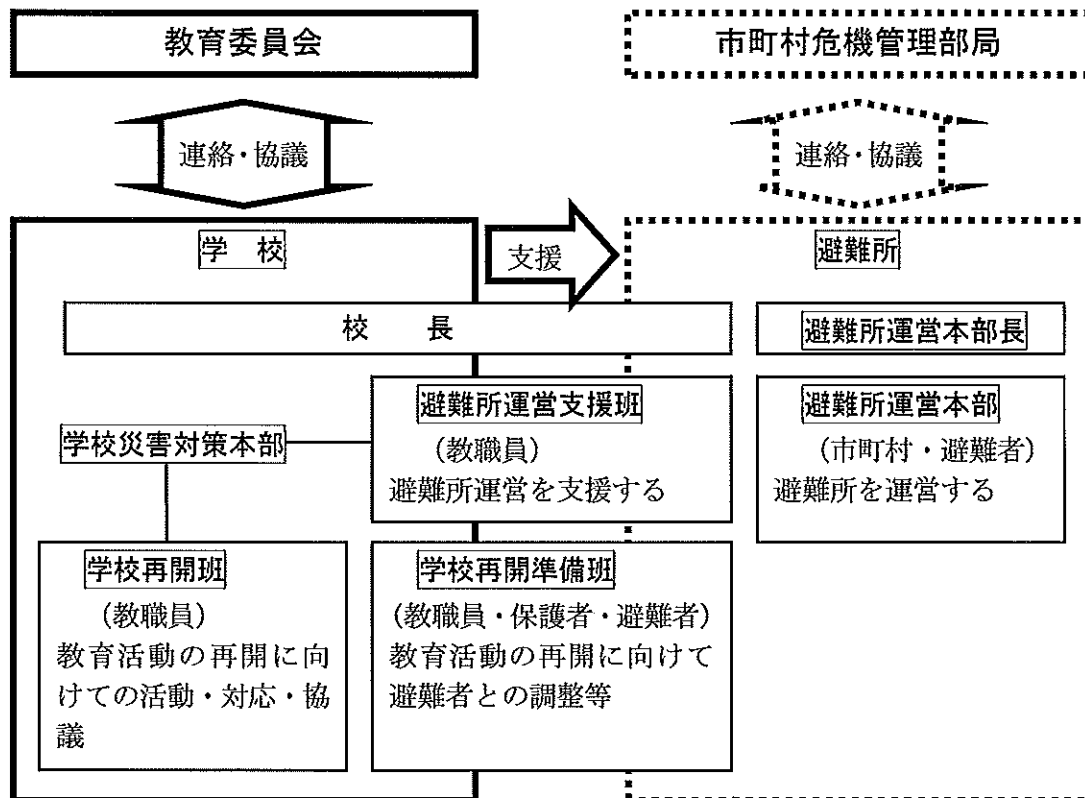 教育委員会
市町村危機管理部局
連絡・協議
連絡・協議
学 校
支援
避難所
校 長
避難所運営本部長
避難所運営支援班
(教職員)
避難所運営を支援する
避難所運営本部
(市町村・避難者)
避難所を運営する
学校災害対策本部
学校再開班
(教職員)
教育活動の再開に向
けての活動・対応・協
議
学校再開準備班
(教職員・保護者・避難者)
教育活動の再開に向けて
避難者との調整等